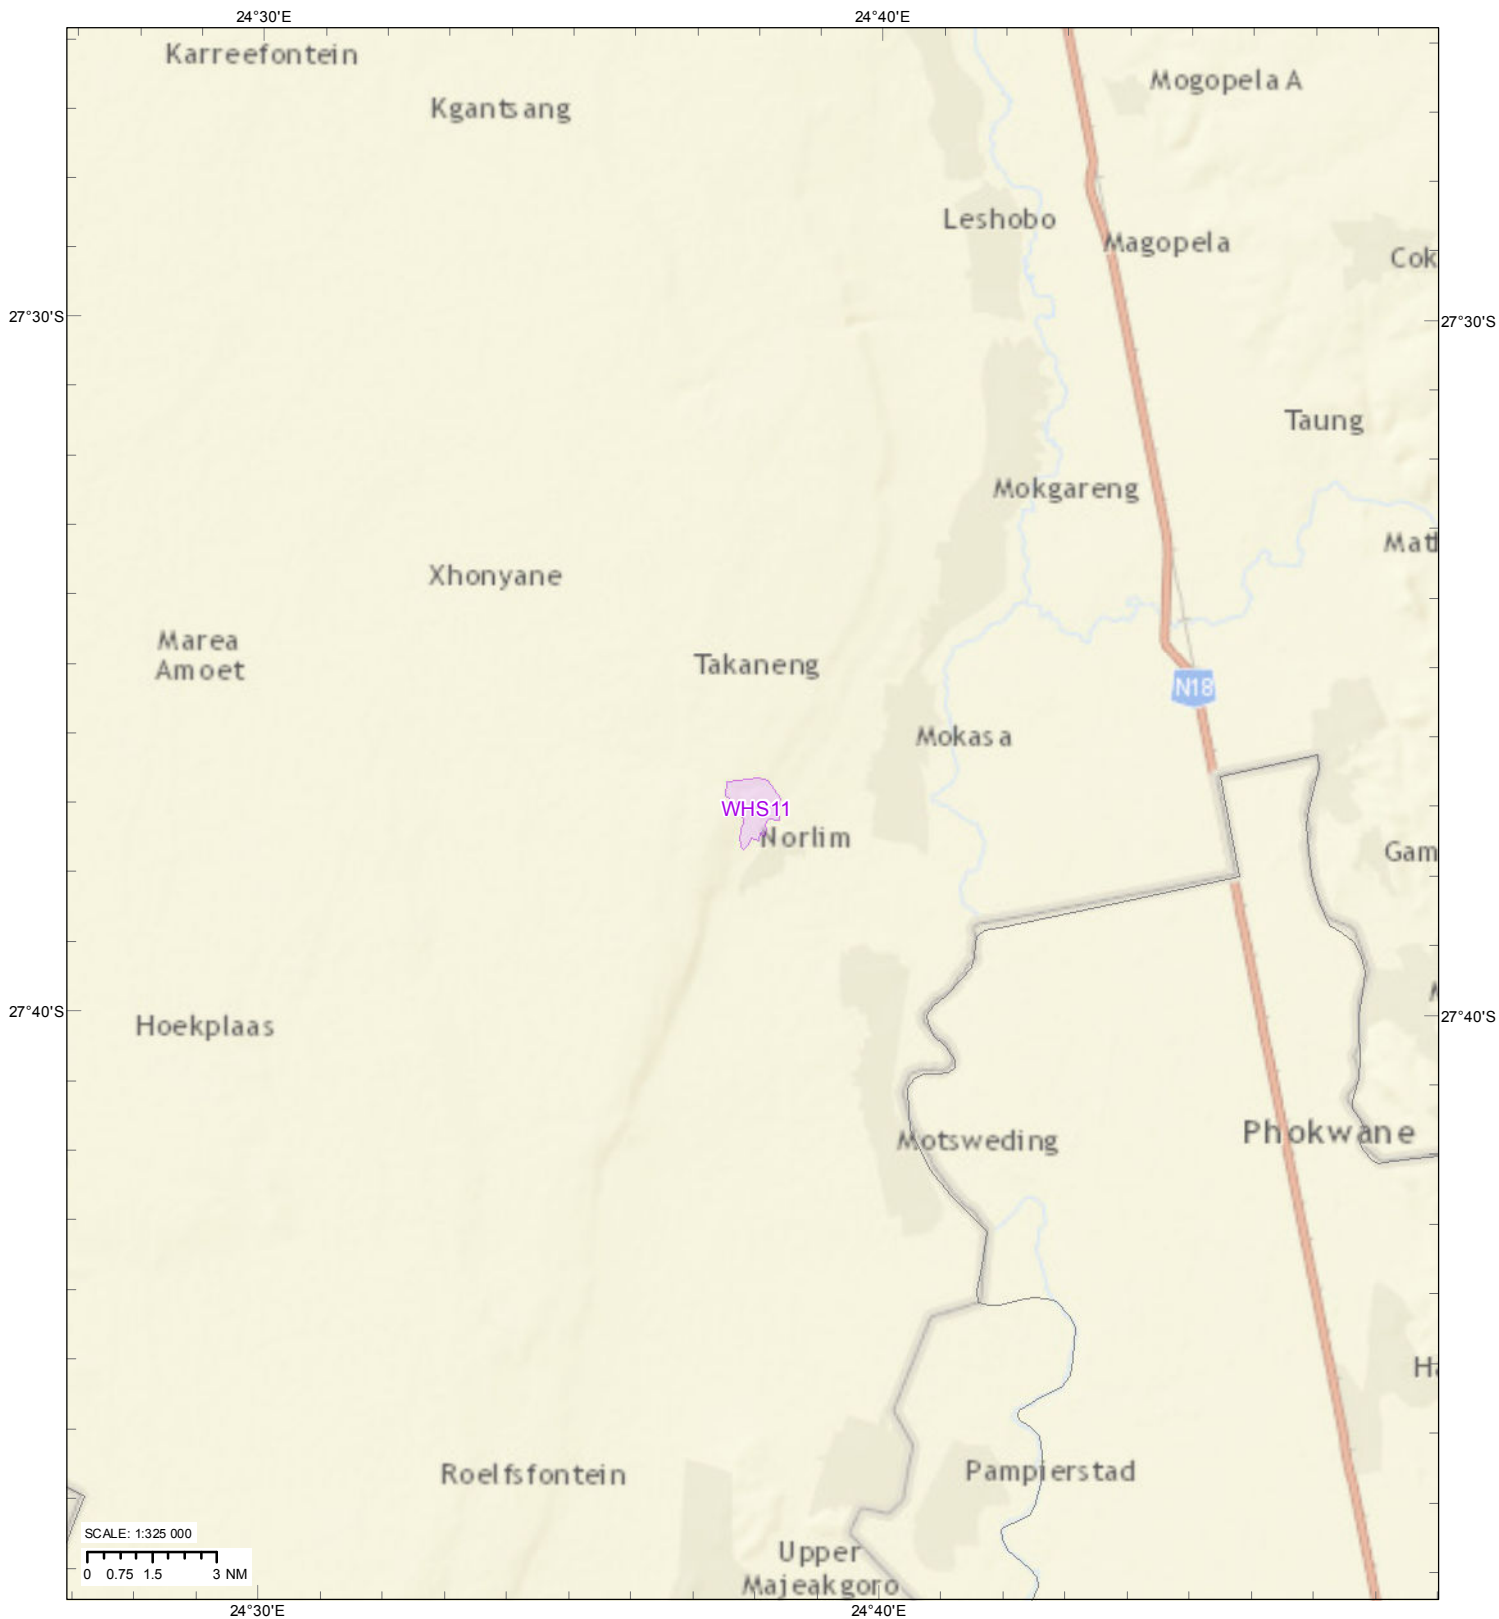 24°30'E
24°40'E
Karreefontein
Mogopela A
Kgantsang
Leshobo
Magopela
Cok
27°30'S
27°30'S
Taung
Mokgareng
Mat
Xhonyane
Marea
Amoet
Takaneng
N18
Mokasa
WHS11
Norlim
Gam
27°40'S
27°40'S
Hoekplaas
Phokwane
Motsweding
Ha
Roelfsfontein
Pampierstad
SCALE: 1:325 000
0 0.75 1.5 3 NM
Upper
Majeakgoro
24°30'E
24°40'E